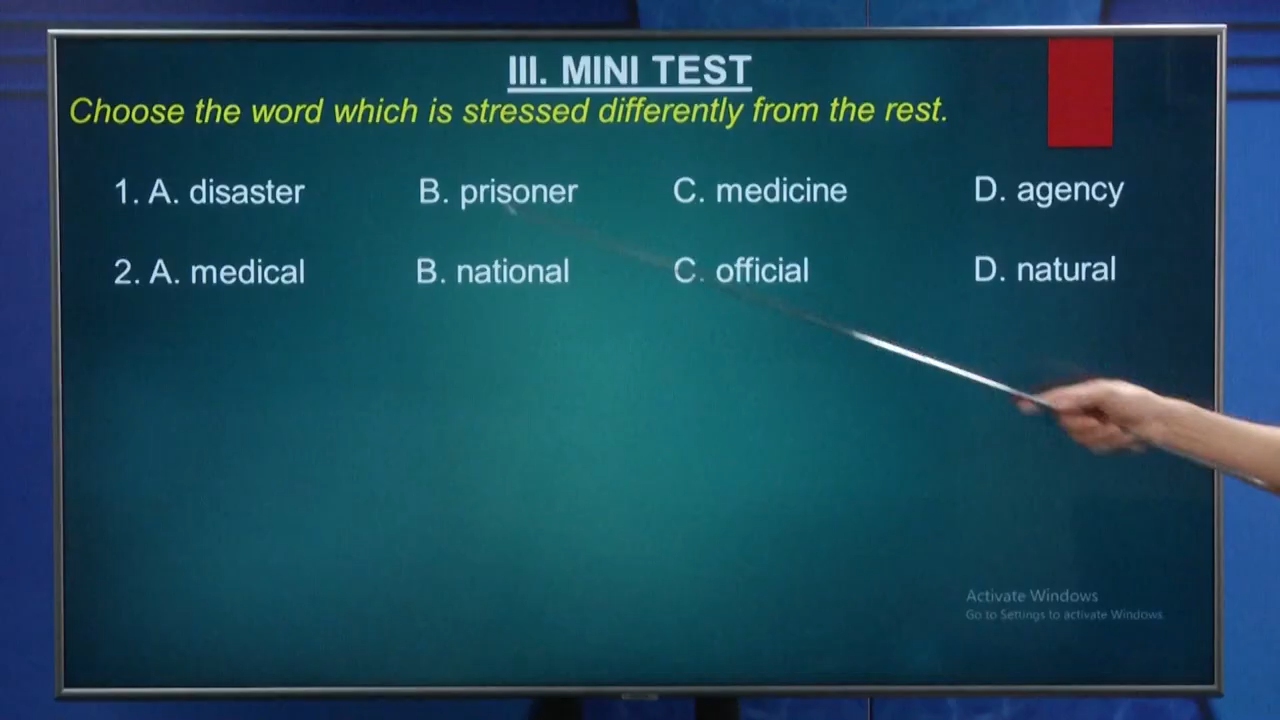 III. MINI TEST
Choose the word which is stressed differently from the rest.
1. A. disaster B. prisoner C. medicine D. agency
2. A. medical B. national C. official D. natural
Activate Windows
Go to Settings to activate Windows.